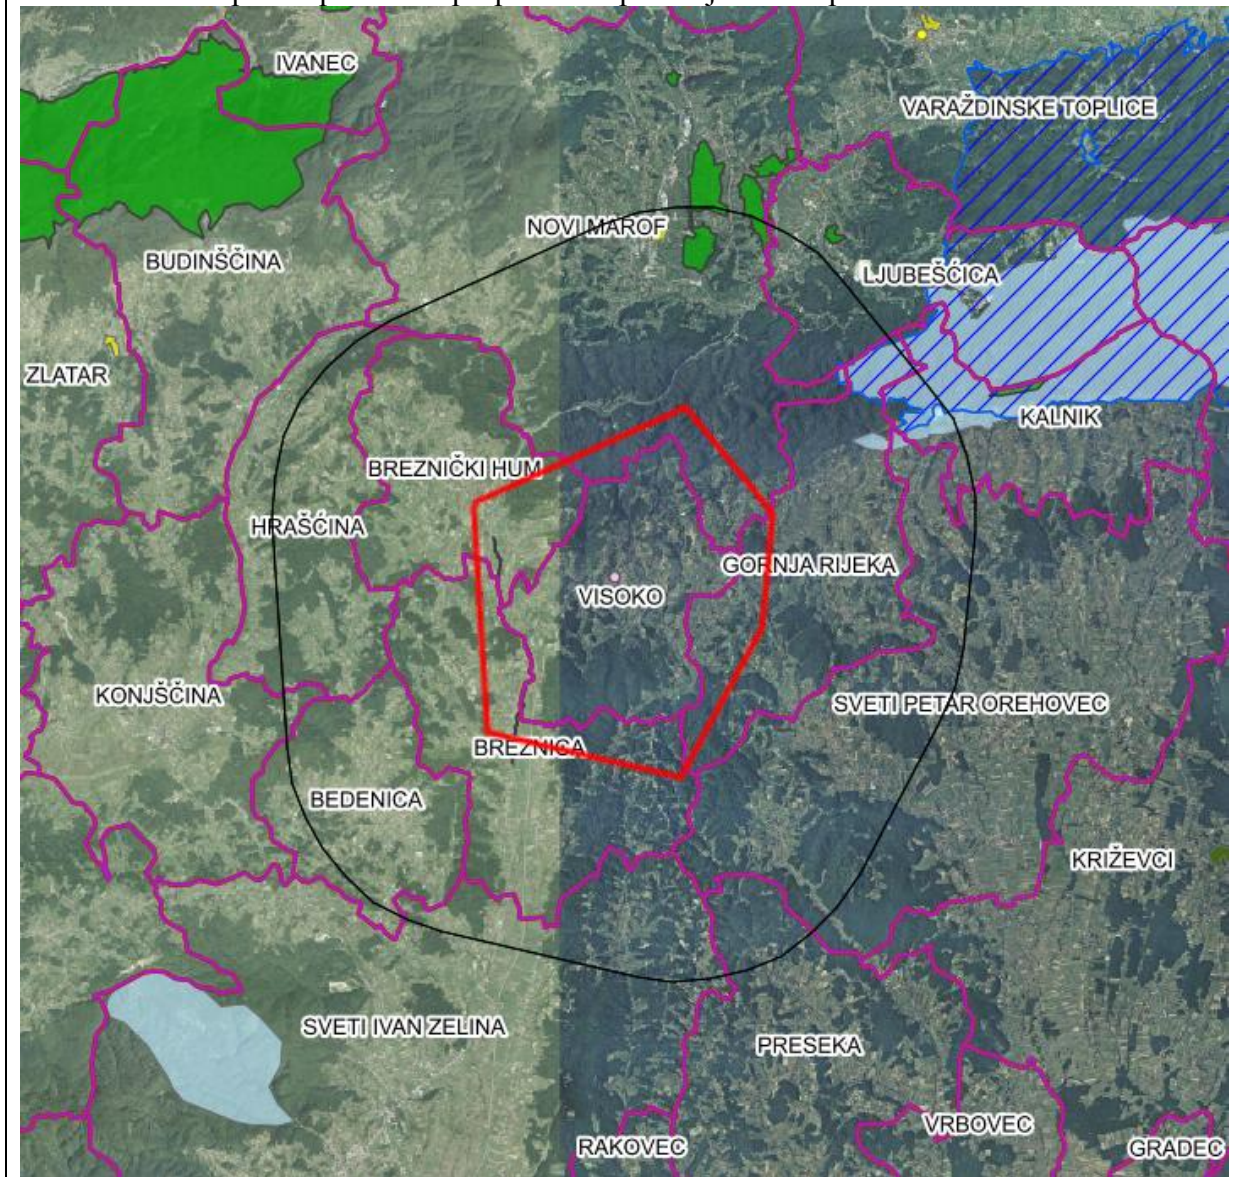 IVANEC
VARAŽDINSKE TOPLICE
NOVI MAROF
BUDINŠČINA
LJUBEŠĆICA
ZLATAR
KALNIK
BREZNIČKI HUM
HRAŠĆINA
GORNJA RIJEKA
VISOKO
KONJŠČINA
SVETI PETAR OREHOVEC
BREZNICA
BEDENICA
KRIŽEVCI
SVETI IVAN ZELINA
PRESEKA
VRBOVEC
RAKOVEC
GRADEC